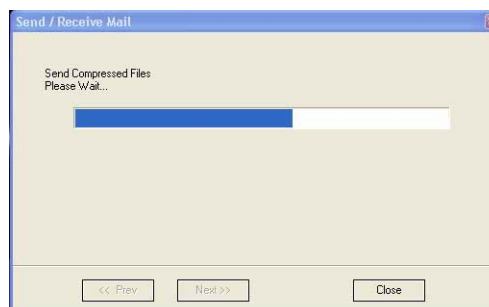 Send / Receive Mail
Send Compressed Files
Please Wait...
<< Prev
Next >>
Close